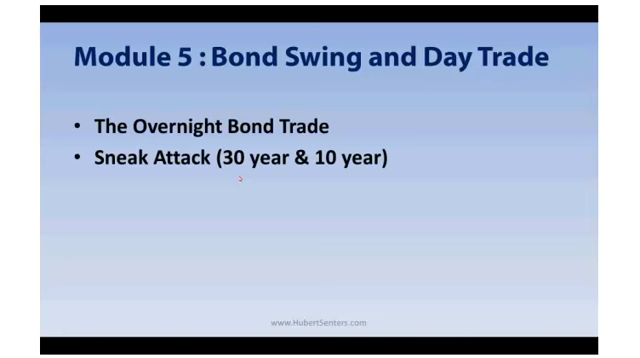 Module 5 : Bond Swing and Day Trade
• The Overnight Bond Trade
• Sneak Attack (30 year & 10 year)
www.HubertSenters.com